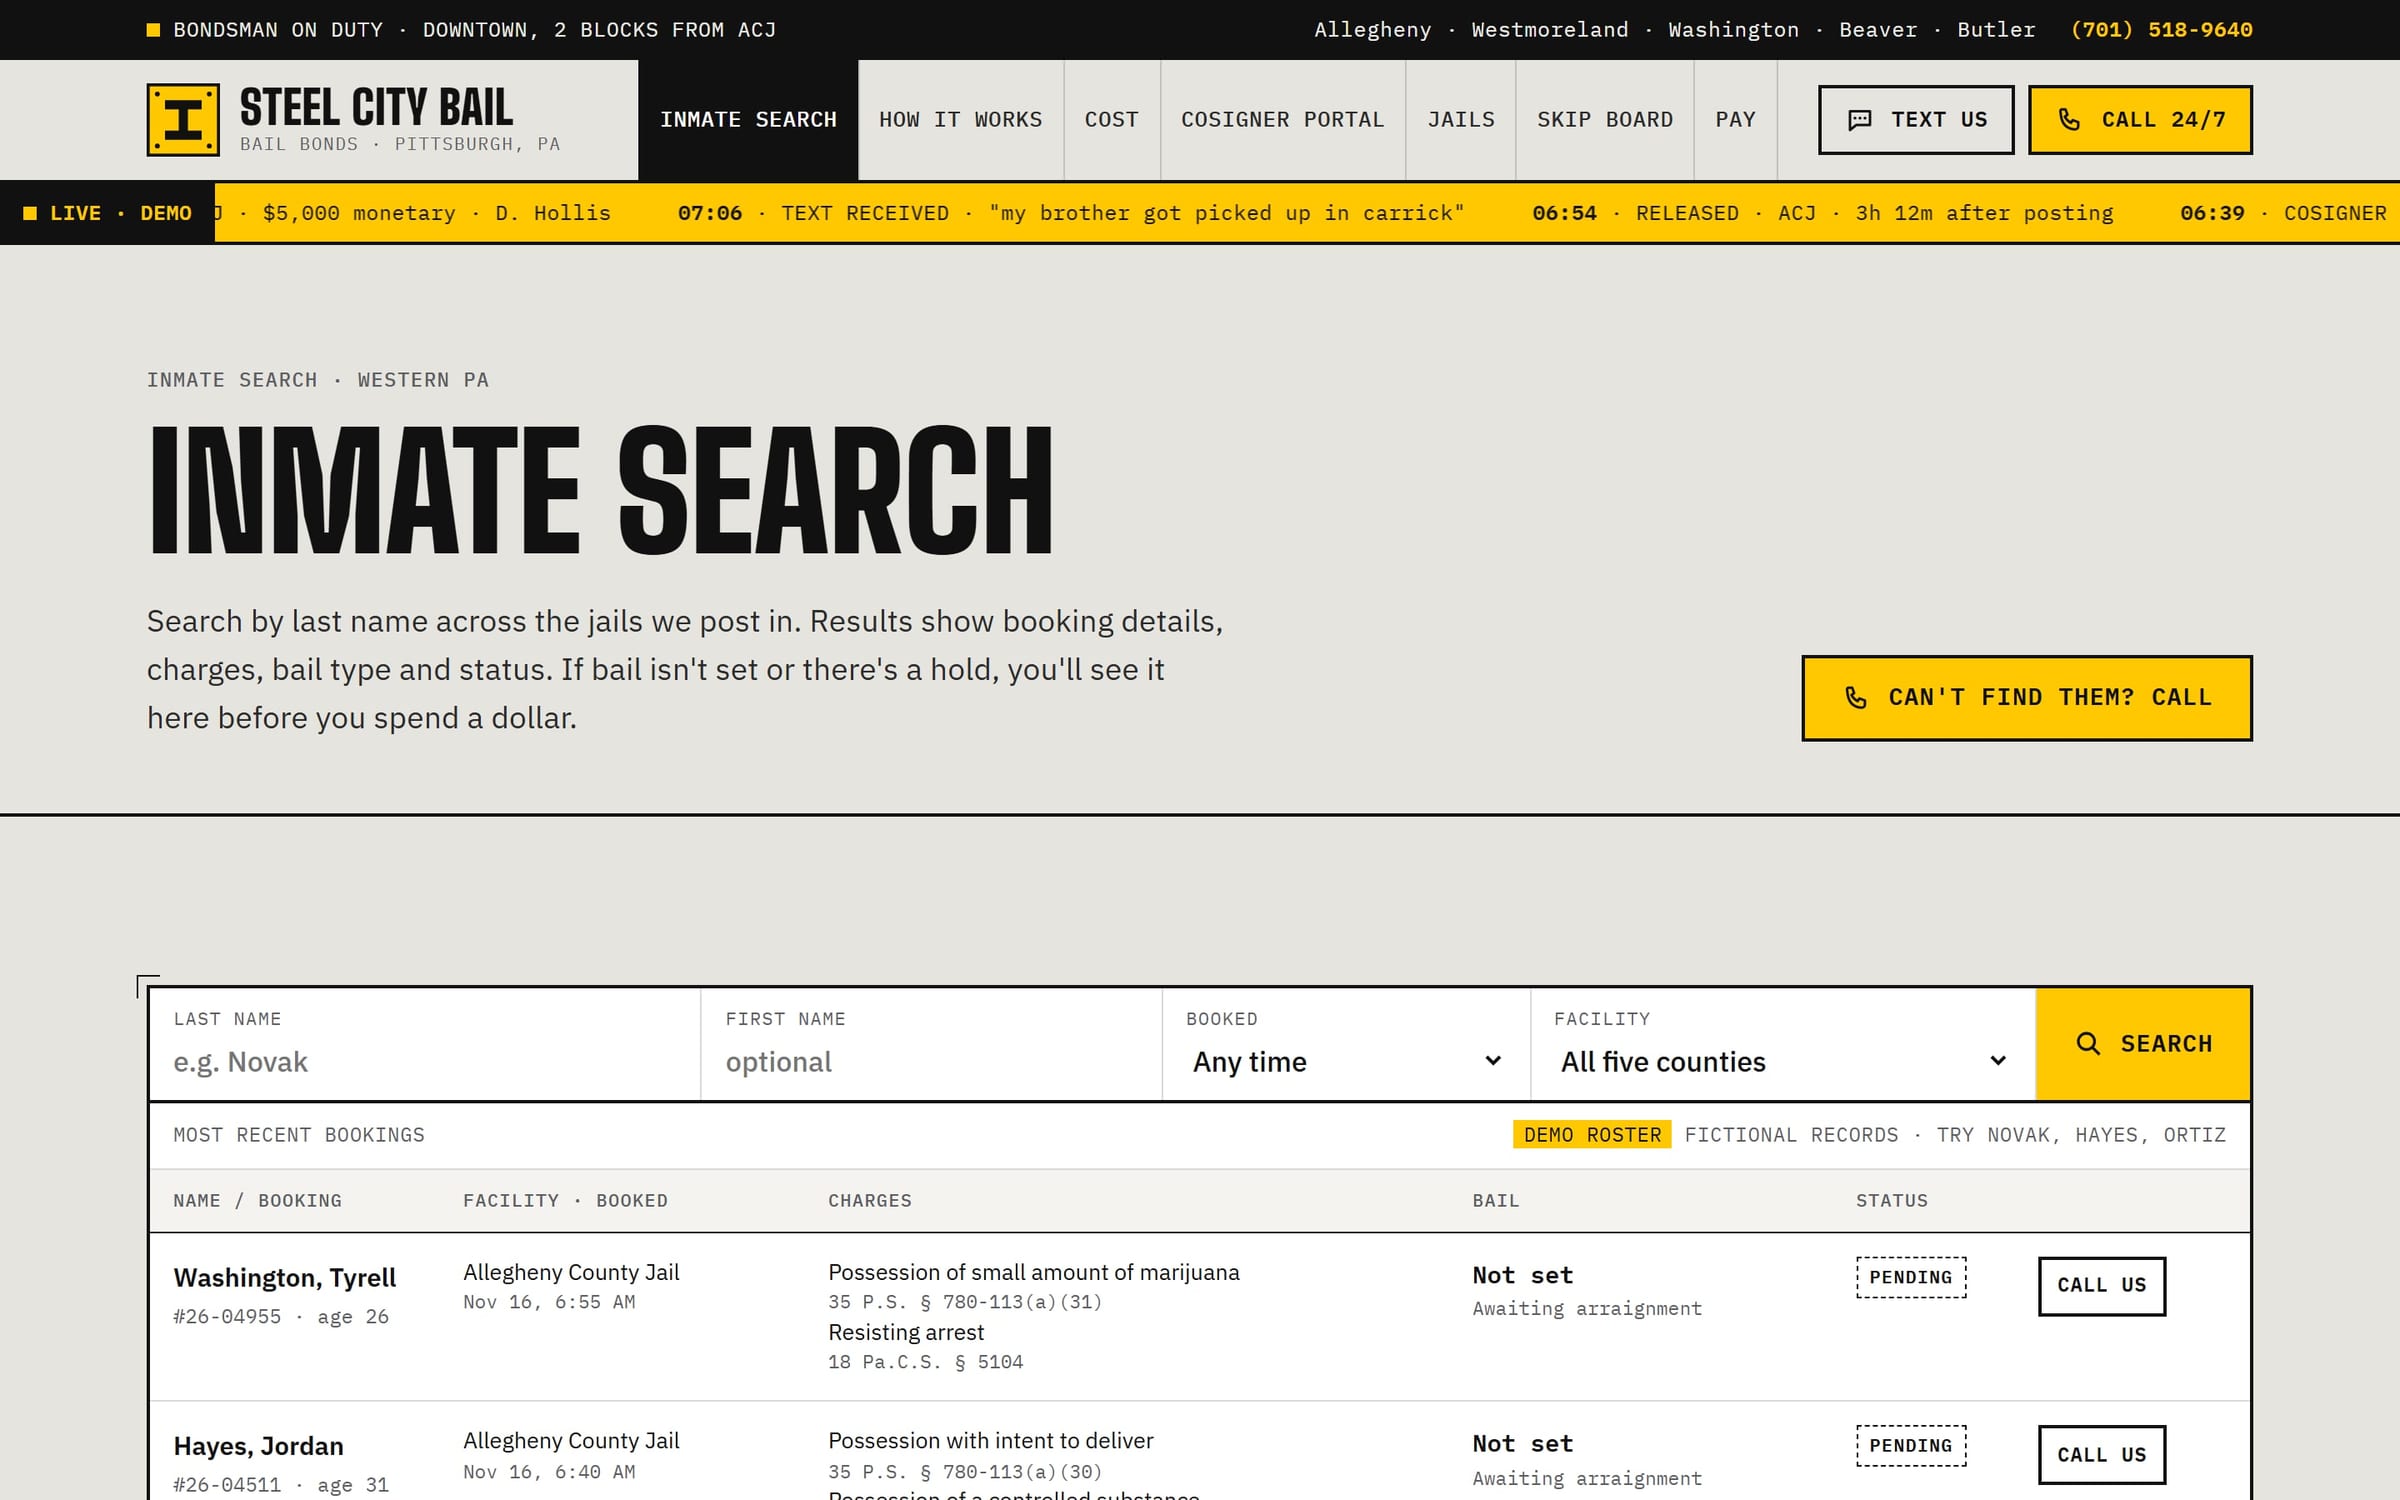 BONDSMAN ON DUTY · DOWNTOWN, 2 BLOCKS FROM ACJ
Allegheny · Westmoreland · Washington · Beaver · Butler (701) 518-9640
STEEL CITY BAIL
BAIL BONDS · PITTSBURGH, PA
INMATE SEARCH HOW IT WORKS COST COSIGNER PORTAL JAILS SKIP BOARD PAY
TEXT US CALL 24/7
LIVE · DEMO J · $5,000 monetary · D. Hollis 07:06 · TEXT RECEIVED · "my brother got picked up in carrick" 06:54 · RELEASED · ACJ · 3h 12m after posting 06:39 · COSIGNER
INMATE SEARCH · WESTERN PA
INMATE SEARCH
Search by last name across the jails we post in. Results show booking details,
charges, bail type and status. If bail isn't set or there's a hold, you'll see it
here before you spend a dollar.
CAN'T FIND THEM? CALL
LAST NAME FIRST NAME BOOKED FACILITY
e.g. Novak optional Any time All five counties SEARCH
MOST RECENT BOOKINGS DEMO ROSTER FICTIONAL RECORDS · TRY NOVAK, HAYES, ORTIZ
NAME / BOOKING FACILITY · BOOKED CHARGES BAIL STATUS
Washington, Tyrell Allegheny County Jail Possession of small amount of marijuana Not set PENDING CALL US
#26-04955 · age 26 Nov 16, 6:55 AM 35 P.S. § 780-113(a)(31) Awaiting arraignment
Resisting arrest
18 Pa.C.S. § 5104
Hayes, Jordan Allegheny County Jail Possession with intent to deliver Not set PENDING CALL US
#26-04511 · age 31 Nov 16, 6:40 AM 35 P.S. § 780-113(a)(30) Awaiting arraignment
Possession of a controlled substance